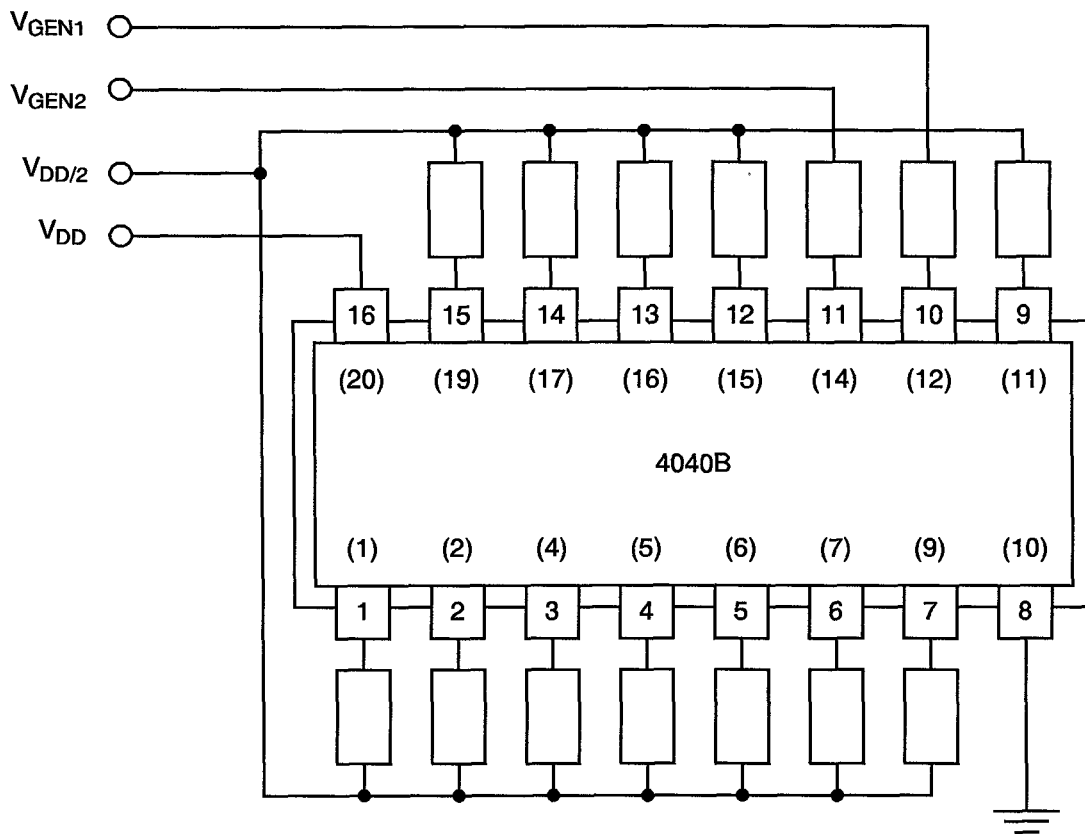 VGEN1
VGEN2
VDD/2
VDD
16 15 14 13 12 11 10 9
(20) (19) (17) (16) (15) (14) (12) (11)
4040B
(1) (2) (4) (5) (6) (7) (9) (10)
1 2 3 4 5 6 7 8